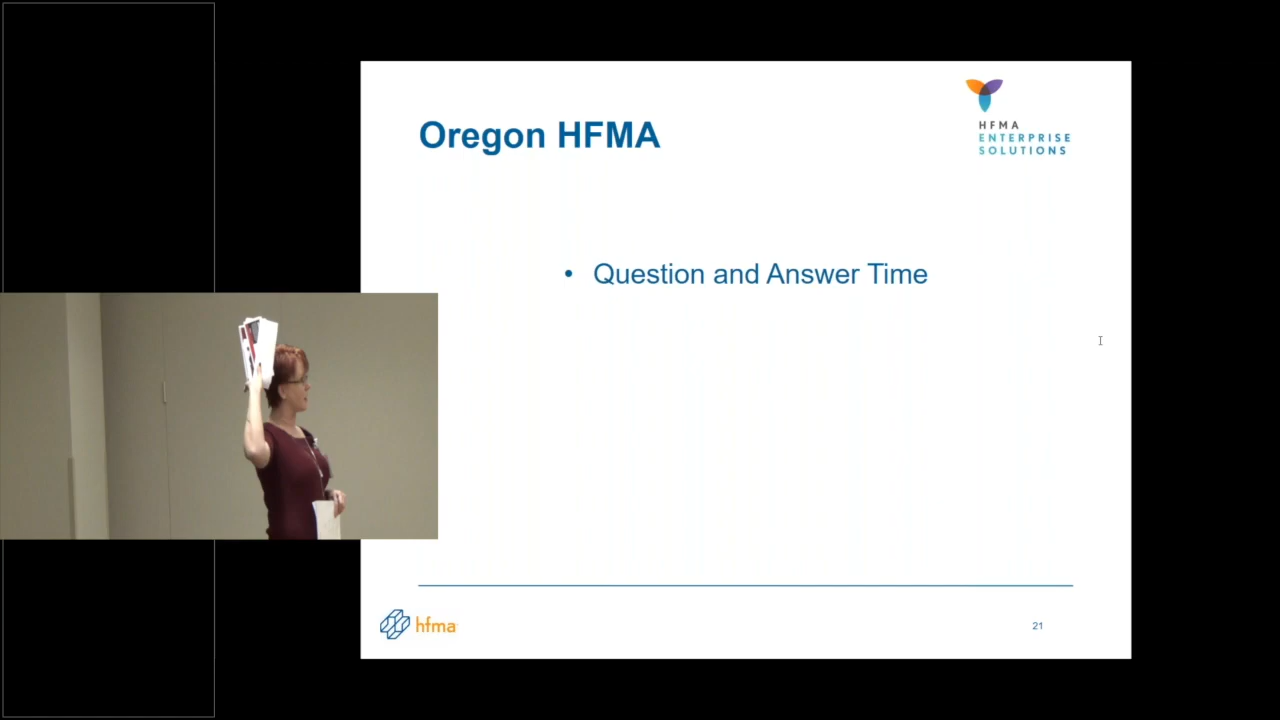 Oregon HFMA
HFMA
ENTERPRISE
SOLUTIONS
• Question and Answer Time
hfma
21